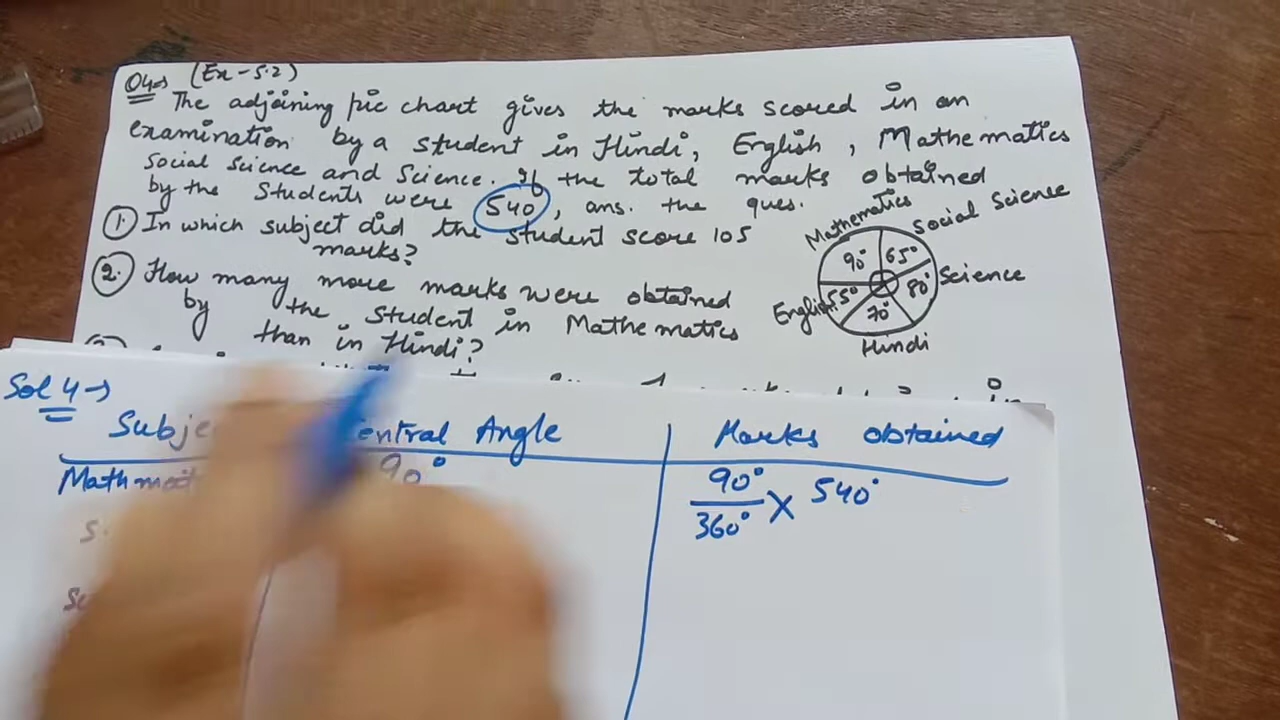 Q4→ (Ex-5.2)
The adjoining pie chart gives the marks scored in an
examination by a student in Hindi, English, Mathematics
Social Science and Science. If the total marks obtained
by the Students were 540, ans. the ques.
1. In which subject did the student score 105
marks?
2. How many more marks were obtained
by the Student in Mathematics
than in Hindi?
Mathematics
Social Science
90°
65°
English
55°
80°
Science
70°
Hindi
Sol 4→
Central Angle
Marks obtained
90°
90°
360°
X 540°